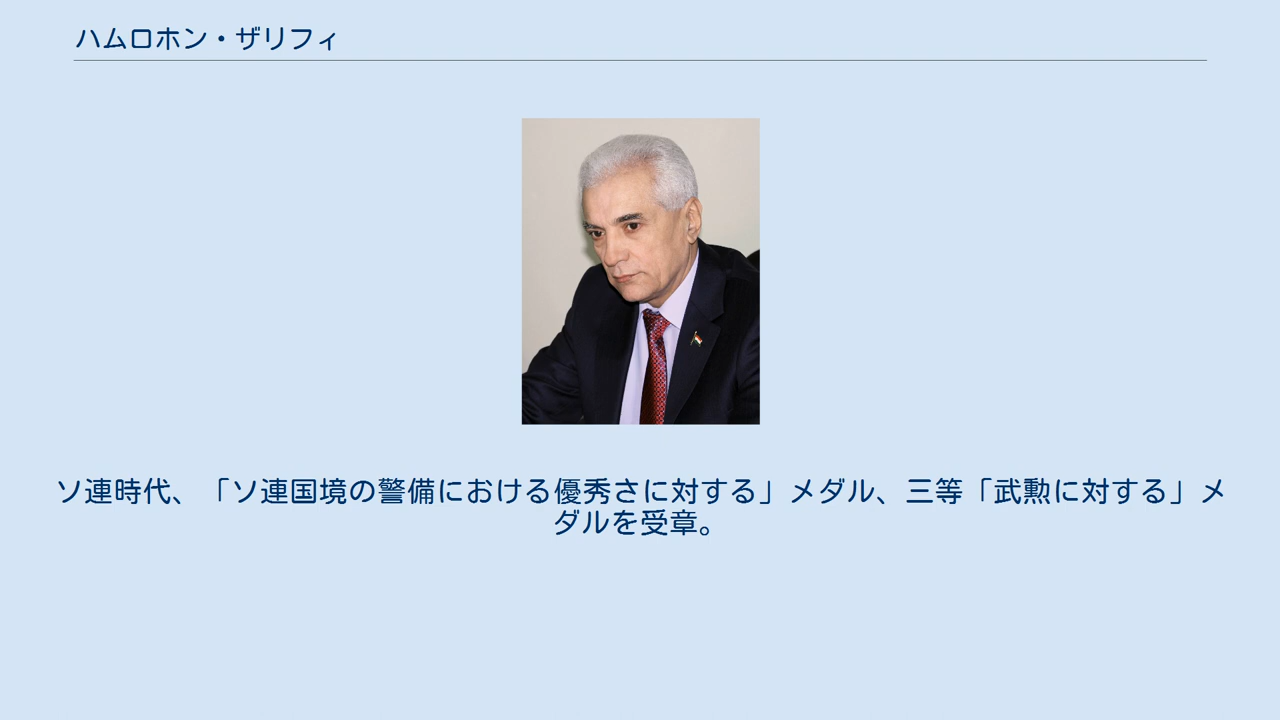 ハムロホン・ザリフィ
ソ連時代、「ソ連国境の警備における優秀さに対する」メダル、三等「武勲に対する」メ
ダルを受章。